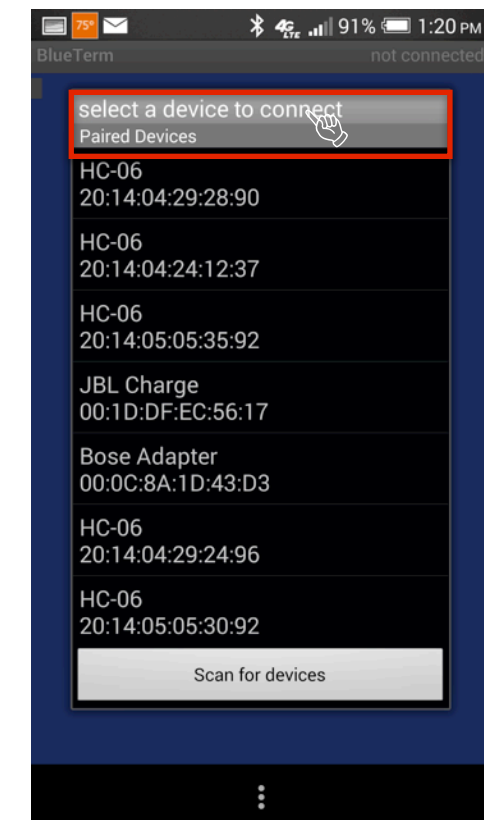 75° 4G LTE 91% 1:20 PM
BlueTerm not connected
select a device to connect
Paired Devices
HC-06
20:14:04:29:28:90
HC-06
20:14:04:24:12:37
HC-06
20:14:05:05:35:92
JBL Charge
00:1D:DF:EC:56:17
Bose Adapter
00:0C:8A:1D:43:D3
HC-06
20:14:04:29:24:96
HC-06
20:14:05:05:30:92
Scan for devices